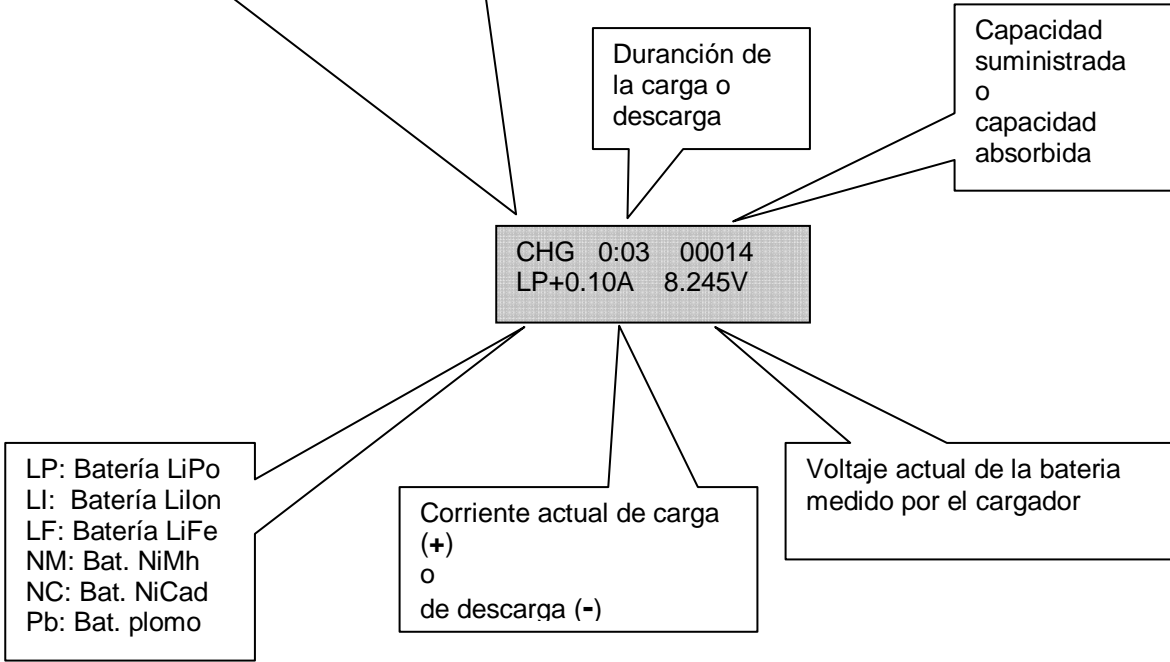 Capacidad
suministrada
o
capacidad
absorbida
Duranción de
la carga o
descarga
CHG 0:03 00014
LP+0.10A 8.245V
LP: Batería LiPo
LI: Batería LiIon
LF: Batería LiFe
NM: Bat. NiMh
NC: Bat. NiCad
Pb: Bat. plomo
Corriente actual de carga
(+)
o
de descarga (-)
Voltaje actual de la bateria
medido por el cargador